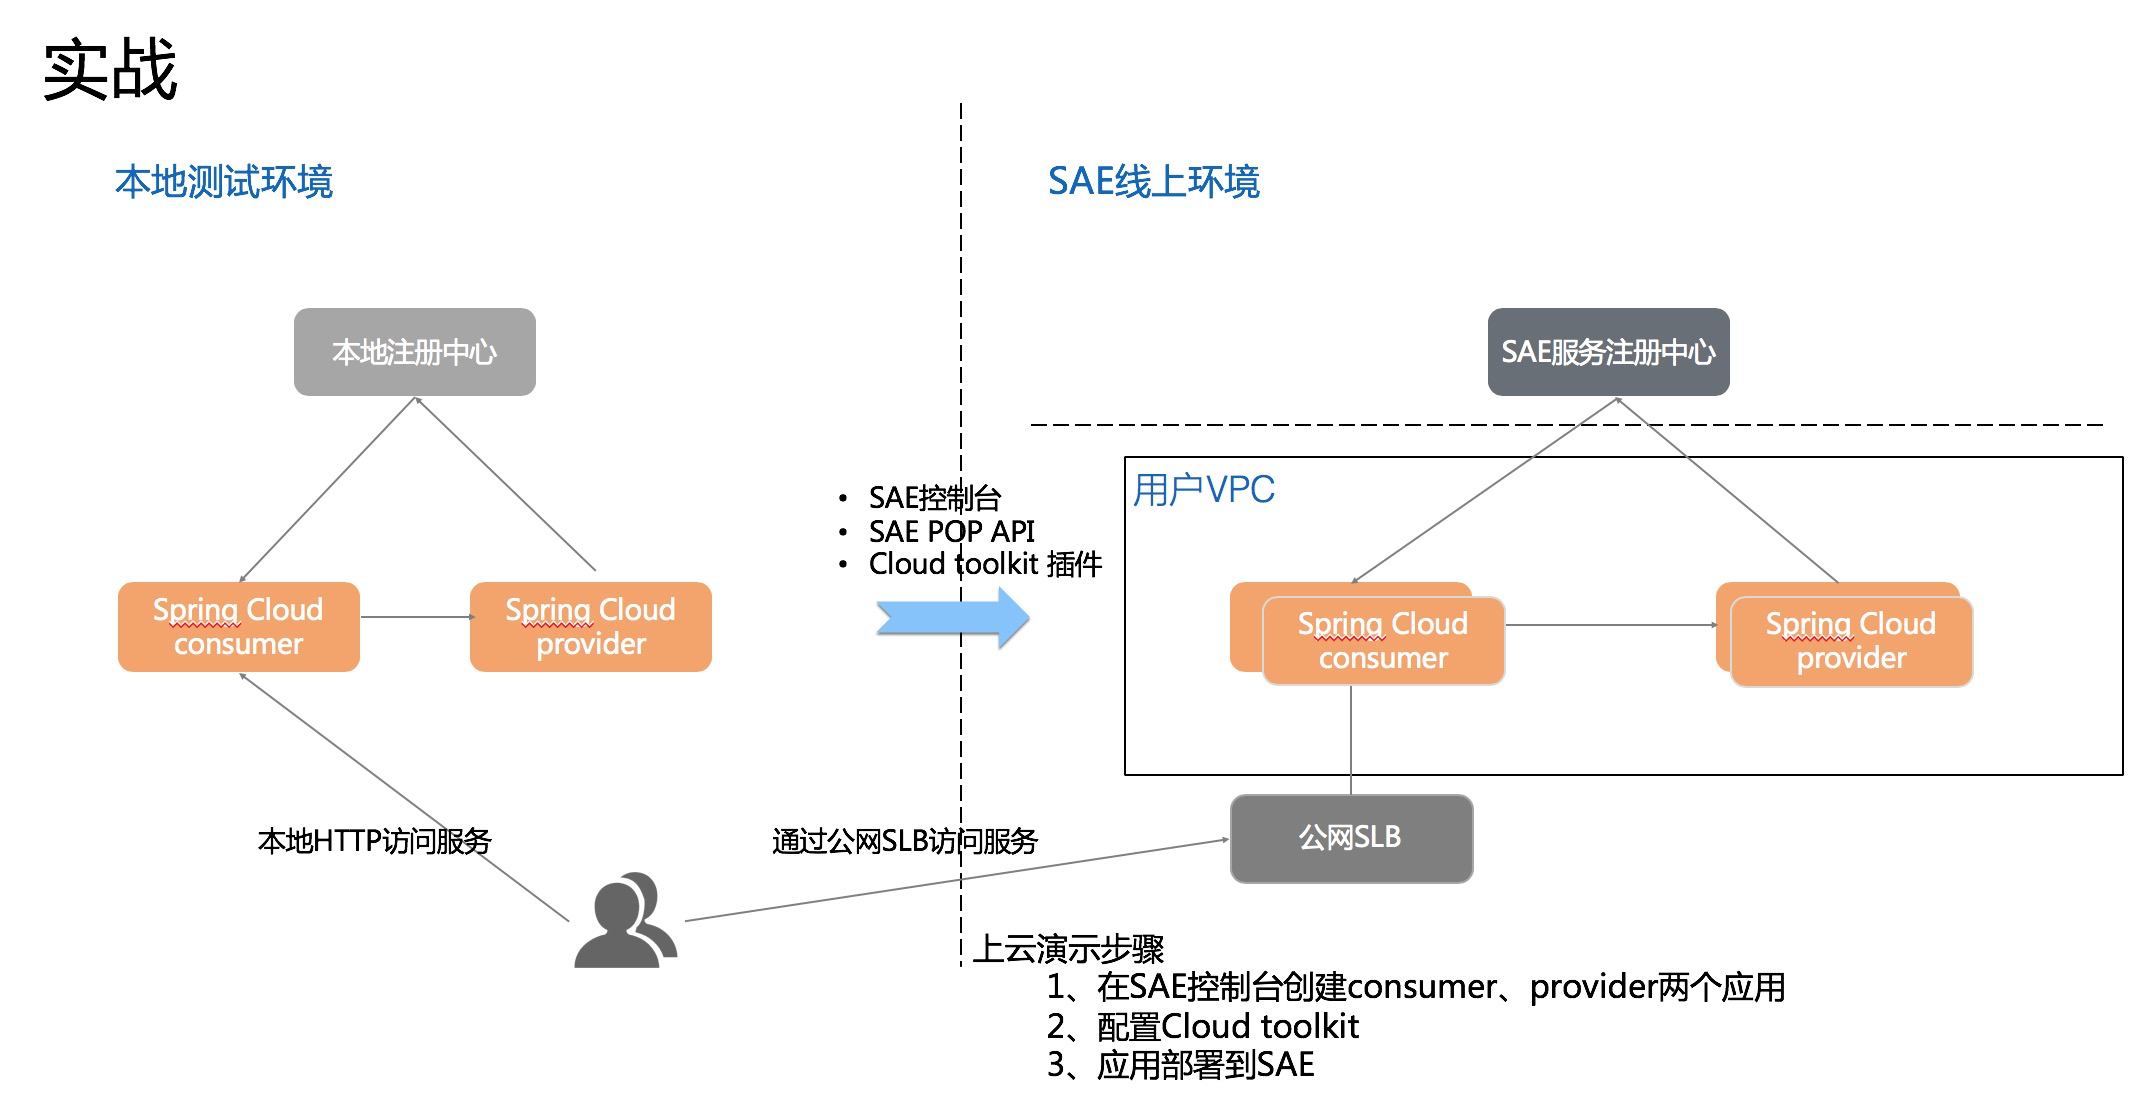 实战
本地测试环境
SAE线上环境
本地注册中心
SAE服务注册中心
用户VPC
• SAE控制台
• SAE POP API
• Cloud toolkit 插件
Spring Cloud
consumer
Spring Cloud
provider
Spring Cloud
consumer
Spring Cloud
provider
本地HTTP访问服务
通过公网SLB访问服务
公网SLB
上云演示步骤
1、在SAE控制台创建consumer、provider两个应用
2、配置Cloud toolkit
3、应用部署到SAE